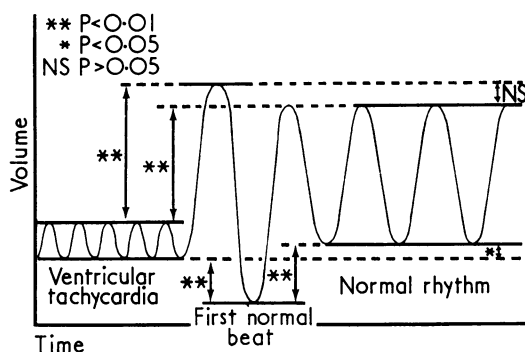 ** P<0·01
* P<0·05
NS P>0·05
NS
**
**
Volume
*
**
**
Ventricular
tachycardia
First normal
beat
Normal rhythm
Time